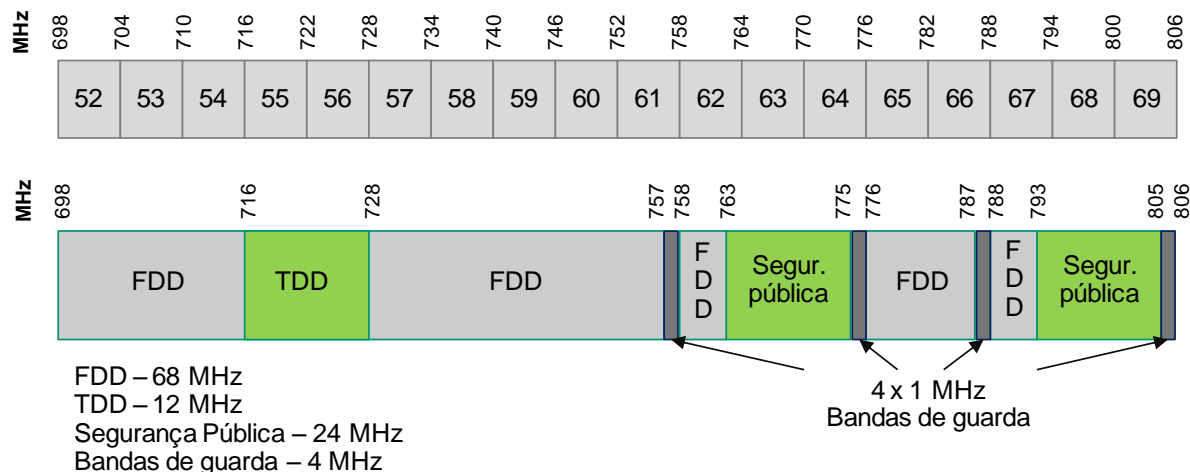 MHz
698 704 710 716 722 728 734 740 746 752 758 764 770 776 782 788 794 800 806
52 53 54 55 56 57 58 59 60 61 62 63 64 65 66 67 68 69
MHz
698 716 728 757 758 763 775 776 787 788 793 805 806
FDD TDD FDD FDD Segur. pública FDD FDD Segur. pública
FDD – 68 MHz
TDD – 12 MHz
Segurança Pública – 24 MHz
Bandas de guarda – 4 MHz
4 x 1 MHz
Bandas de guarda